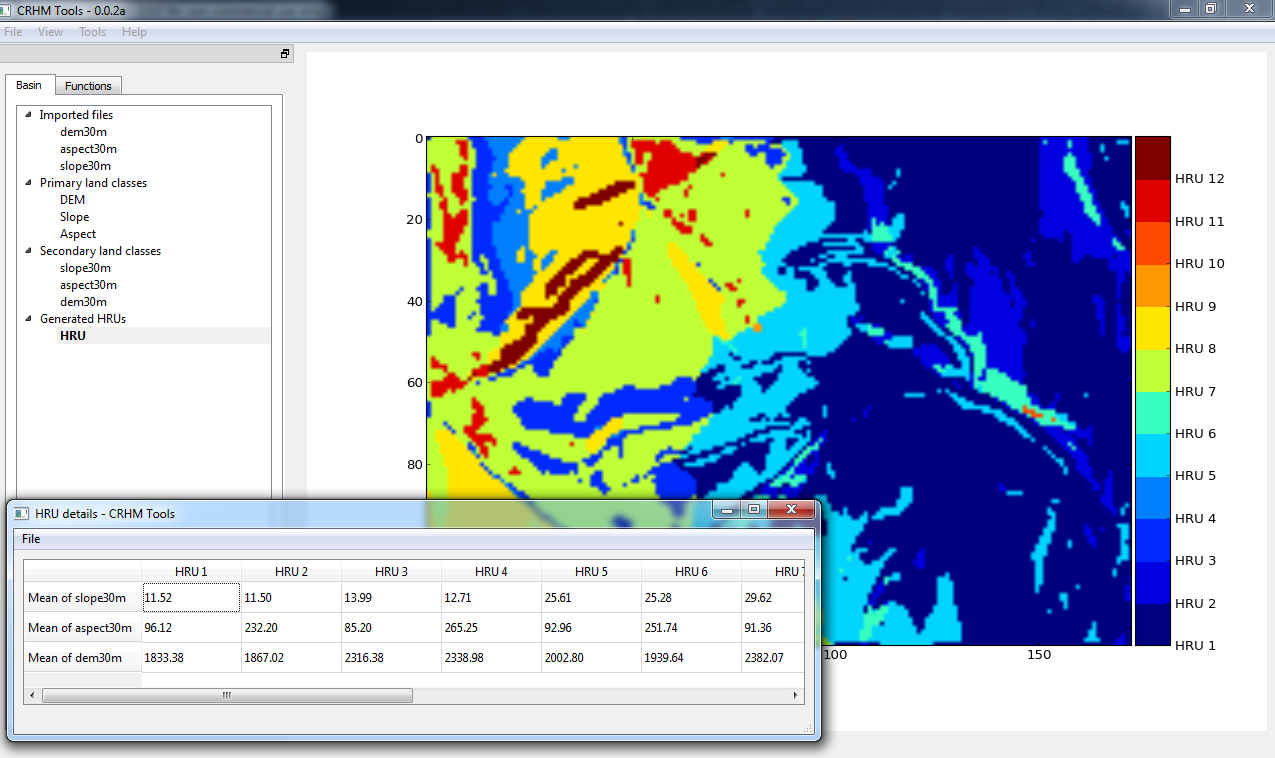 CRHM Tools - 0.0.2a
File View Tools Help
Basin Functions
Imported files
dem30m
aspect30m
slope30m
Primary land classes
DEM
Slope
Aspect
Secondary land classes
slope30m
aspect30m
dem30m
Generated HRUs
HRU
0
20
40
60
80
100 150
HRU 12
HRU 11
HRU 10
HRU 9
HRU 8
HRU 7
HRU 6
HRU 5
HRU 4
HRU 3
HRU 2
HRU 1
HRU details - CRHM Tools
File
HRU 1 HRU 2 HRU 3 HRU 4 HRU 5 HRU 6 HRU
Mean of slope30m 11.52 11.50 13.99 12.71 25.61 25.28 29.62
Mean of aspect30m 96.12 232.20 85.20 265.25 92.96 251.74 91.36
Mean of dem30m 1833.38 1867.02 2316.38 2338.98 2002.80 1939.64 2382.07